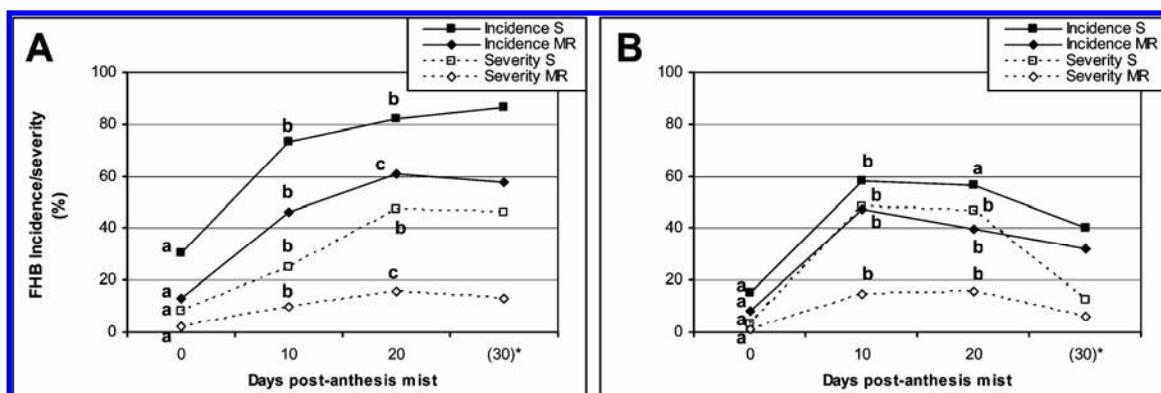 A
Incidence S
Incidence MR
Severity S
Severity MR
FHB Incidence/severity
(%)
100
80
60
40
20
0
b
b
c
b
a
b
b
c
b
a
a
a
0
10
20
(30)*
Days post-anthesis mist
B
Incidence S
Incidence MR
Severity S
Severity MR
100
80
60
40
20
0
b
a
b
b
b
b
b
b
a
a
a
a
0
10
20
(30)*
Days post-anthesis mist